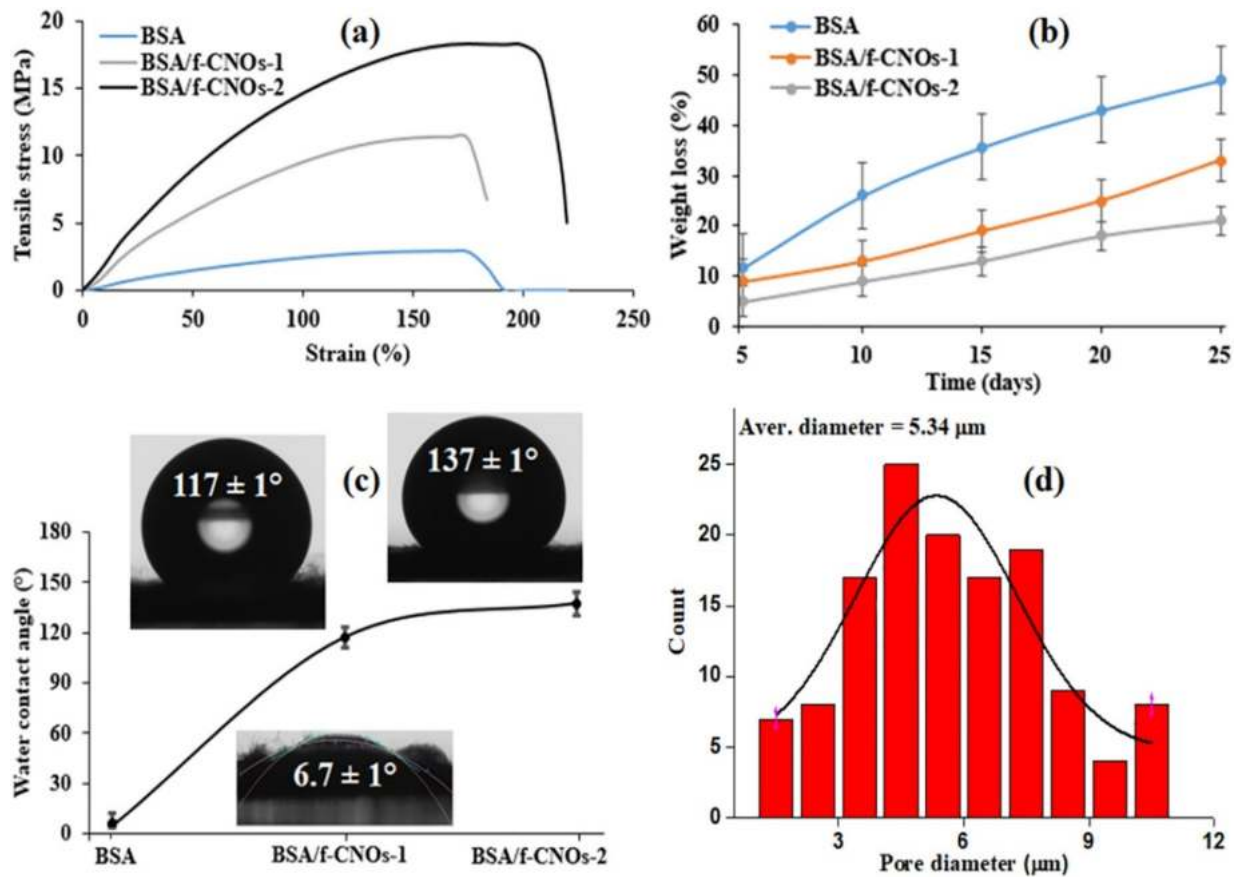 (a)
BSA
BSA/f-CNOs-1
BSA/f-CNOs-2
Tensile stress (MPa)
20
15
10
5
0
0 50 100 150 200 250
Strain (%)
(b)
BSA
BSA/f-CNOs-1
BSA/f-CNOs-2
Weight loss (%)
60
50
40
30
20
10
0
5 10 15 20 25
Time (days)
(c)
117 ± 1°
137 ± 1°
6.7 ± 1°
Water contact angle (°)
180
150
120
90
60
30
0
BSA BSA/f-CNOs-1 BSA/f-CNOs-2
Aver. diameter = 5.34 µm
(d)
Count
25
20
15
10
5
0
3 6 9 12
Pore diameter (µm)